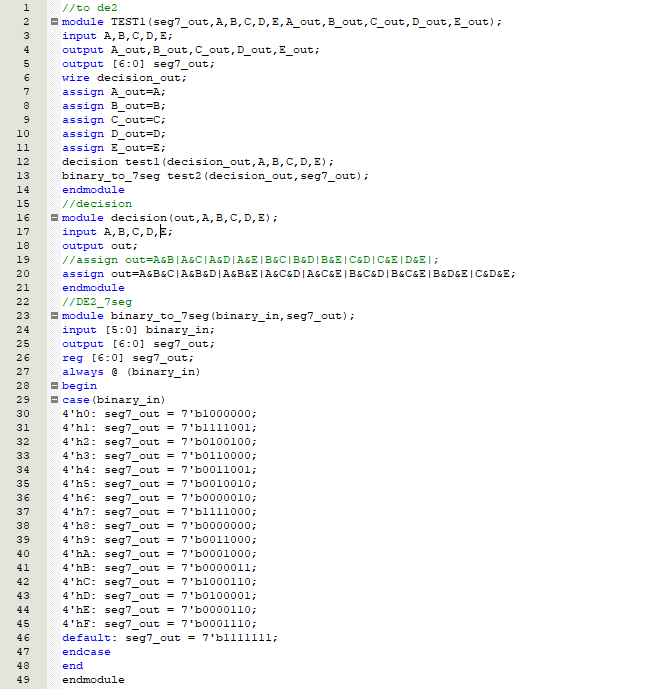 1 //to de2
2 module TEST1(seg7_out,A,B,C,D,E,A_out,B_out,C_out,D_out,E_out);
3 input A,B,C,D,E;
4 output A_out,B_out,C_out,D_out,E_out;
5 output [6:0] seg7_out;
6 wire decision_out;
7 assign A_out=A;
8 assign B_out=B;
9 assign C_out=C;
10 assign D_out=D;
11 assign E_out=E;
12 decision test1(decision_out,A,B,C,D,E);
13 binary_to_7seg test2(decision_out,seg7_out);
14 endmodule
15 //decision
16 module decision(out,A,B,C,D,E);
17 input A,B,C,D,E;
18 output out;
19 //assign out=A&B|A&C|A&D|A&E|B&C|B&D|B&E|C&D|C&E|D&E|;
20 assign out=A&B&C|A&B&D|A&B&E|A&C&D|A&C&E|B&C&D|B&C&E|B&D&E|C&D&E;
21 endmodule
22 //DE2_7seg
23 module binary_to_7seg(binary_in,seg7_out);
24 input [5:0] binary_in;
25 output [6:0] seg7_out;
26 reg [6:0] seg7_out;
27 always @ (binary_in)
28 begin
29 case(binary_in)
30 4'h0: seg7_out = 7'b1000000;
31 4'h1: seg7_out = 7'b1111001;
32 4'h2: seg7_out = 7'b0100100;
33 4'h3: seg7_out = 7'b0110000;
34 4'h4: seg7_out = 7'b0011001;
35 4'h5: seg7_out = 7'b0010010;
36 4'h6: seg7_out = 7'b0000010;
37 4'h7: seg7_out = 7'b1111000;
38 4'h8: seg7_out = 7'b0000000;
39 4'h9: seg7_out = 7'b0011000;
40 4'hA: seg7_out = 7'b0001000;
41 4'hB: seg7_out = 7'b0000011;
42 4'hC: seg7_out = 7'b1000110;
43 4'hD: seg7_out = 7'b0100001;
44 4'hE: seg7_out = 7'b0000110;
45 4'hF: seg7_out = 7'b0001110;
46 default: seg7_out = 7'b1111111;
47 endcase
48 end
49 endmodule